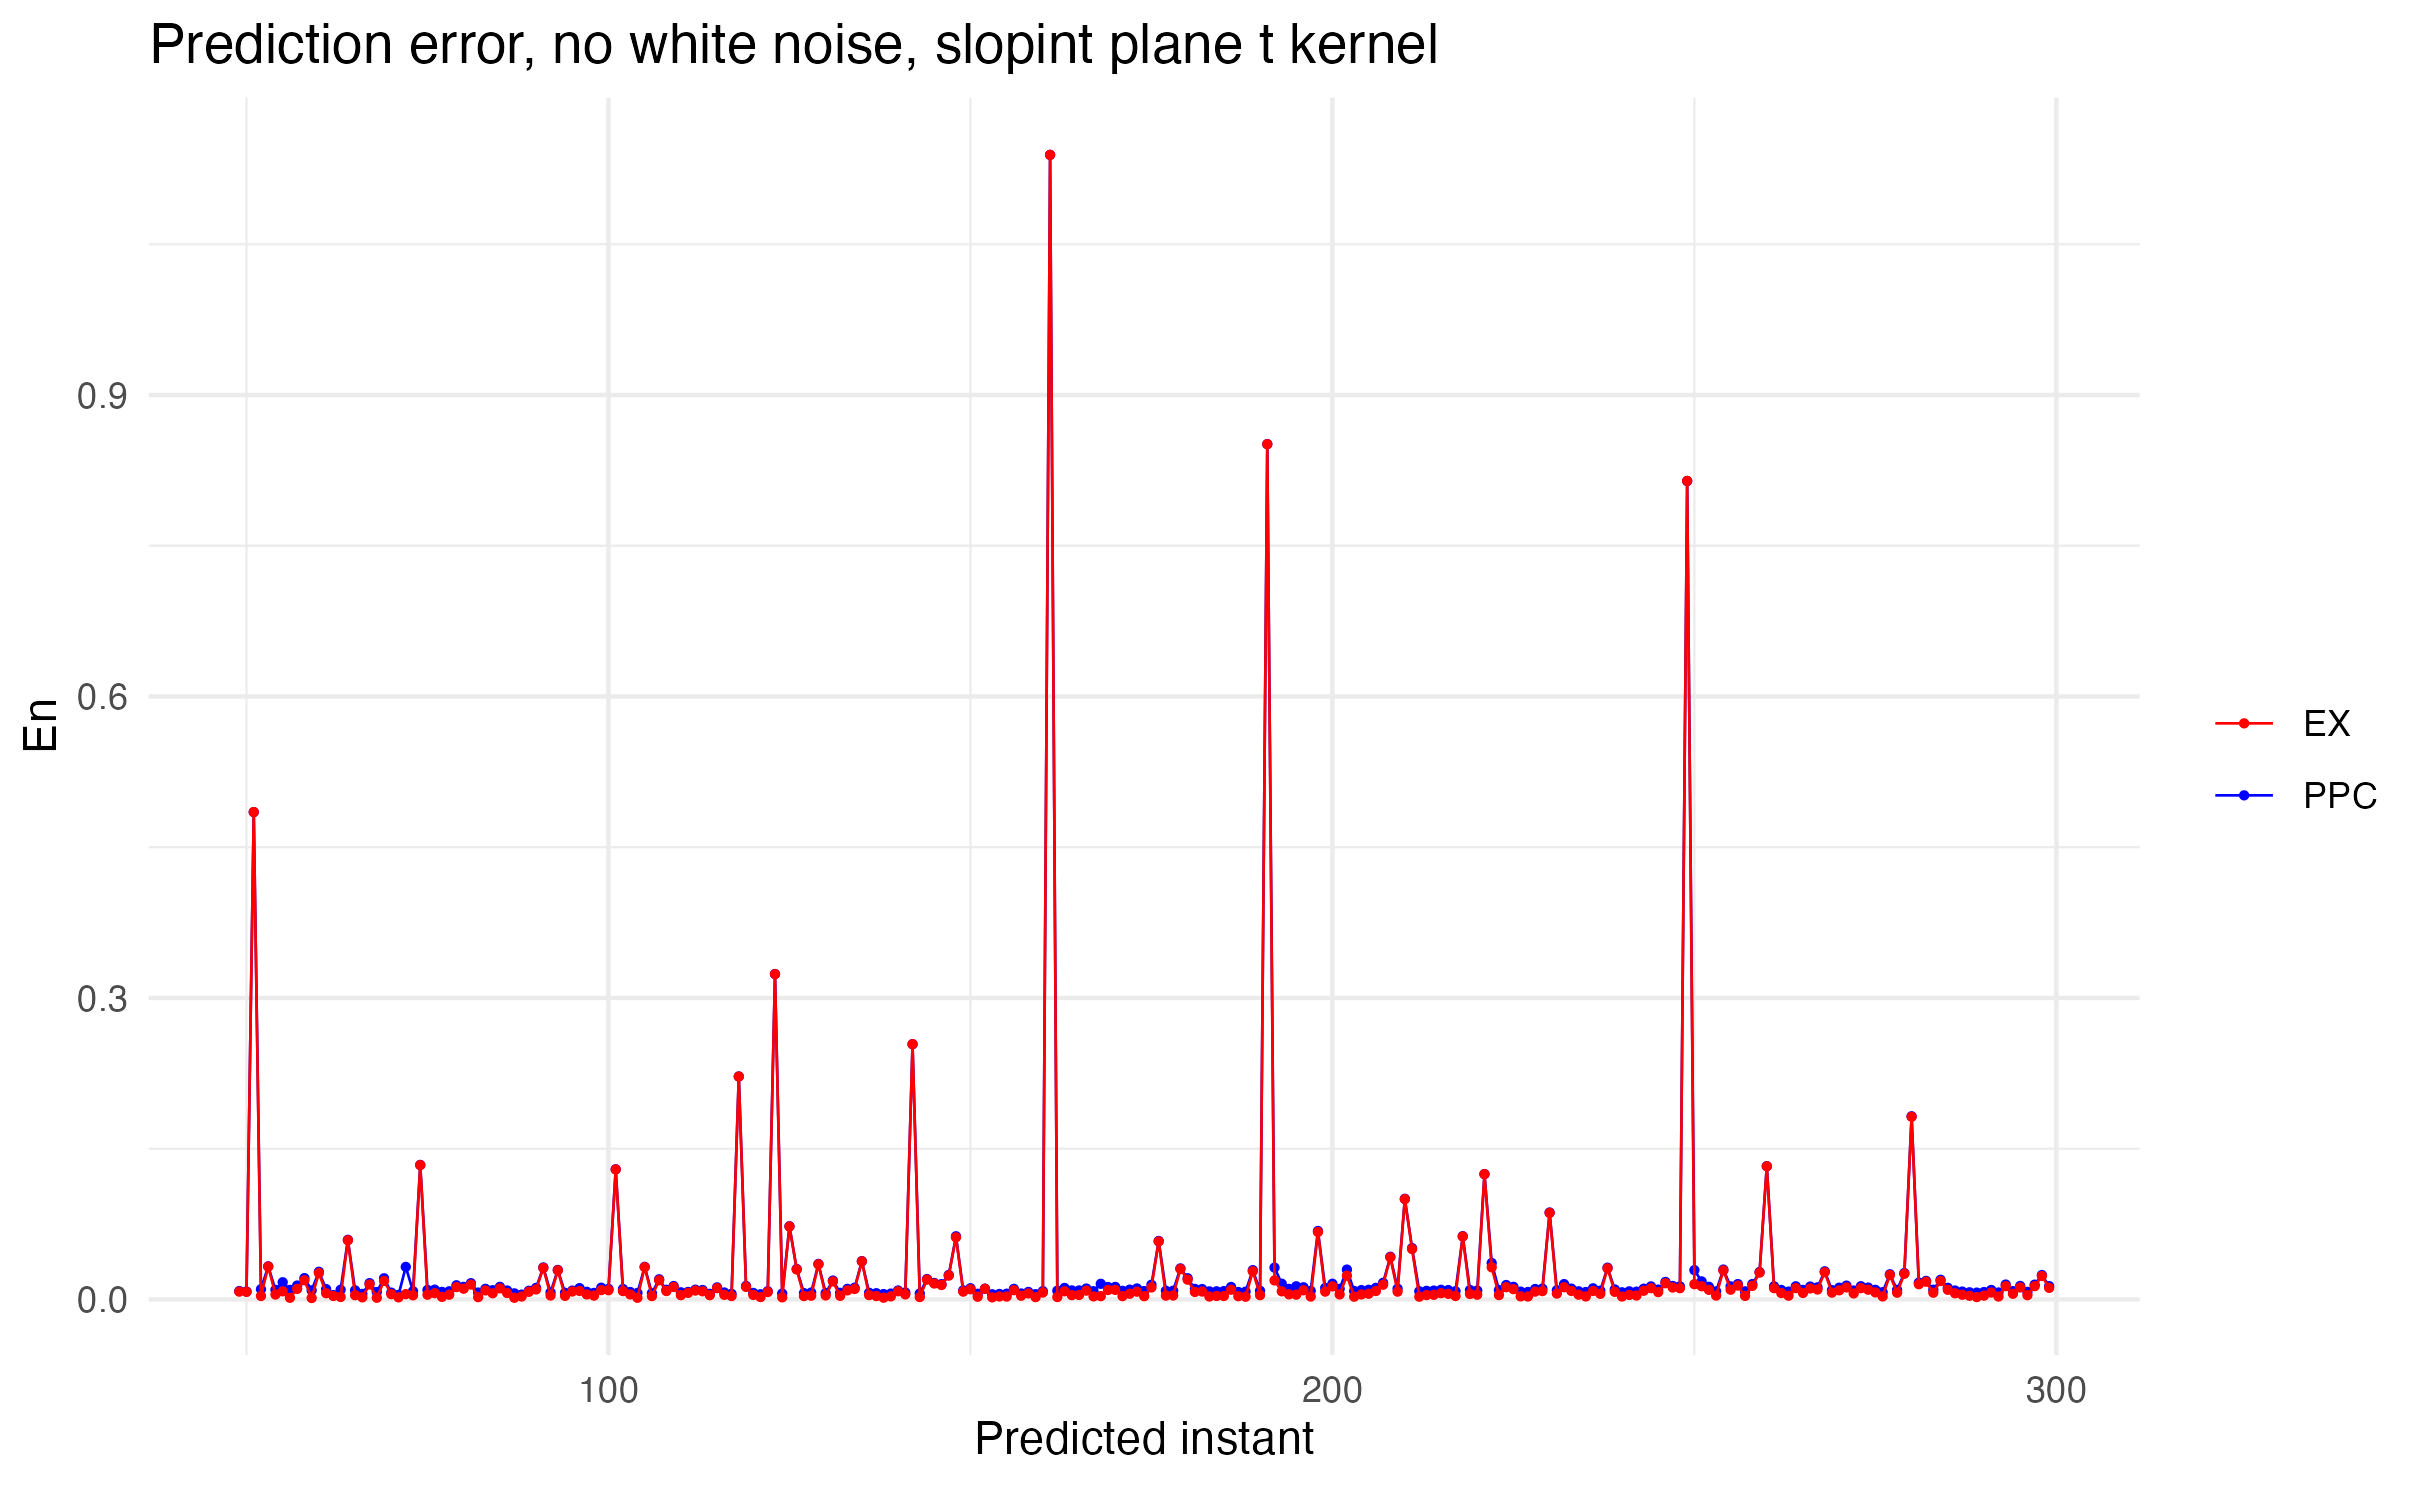 Prediction error, no white noise, slopint plane t kernel
En
0.9
0.6
0.3
0.0
100
200
300
Predicted instant
EX
PPC